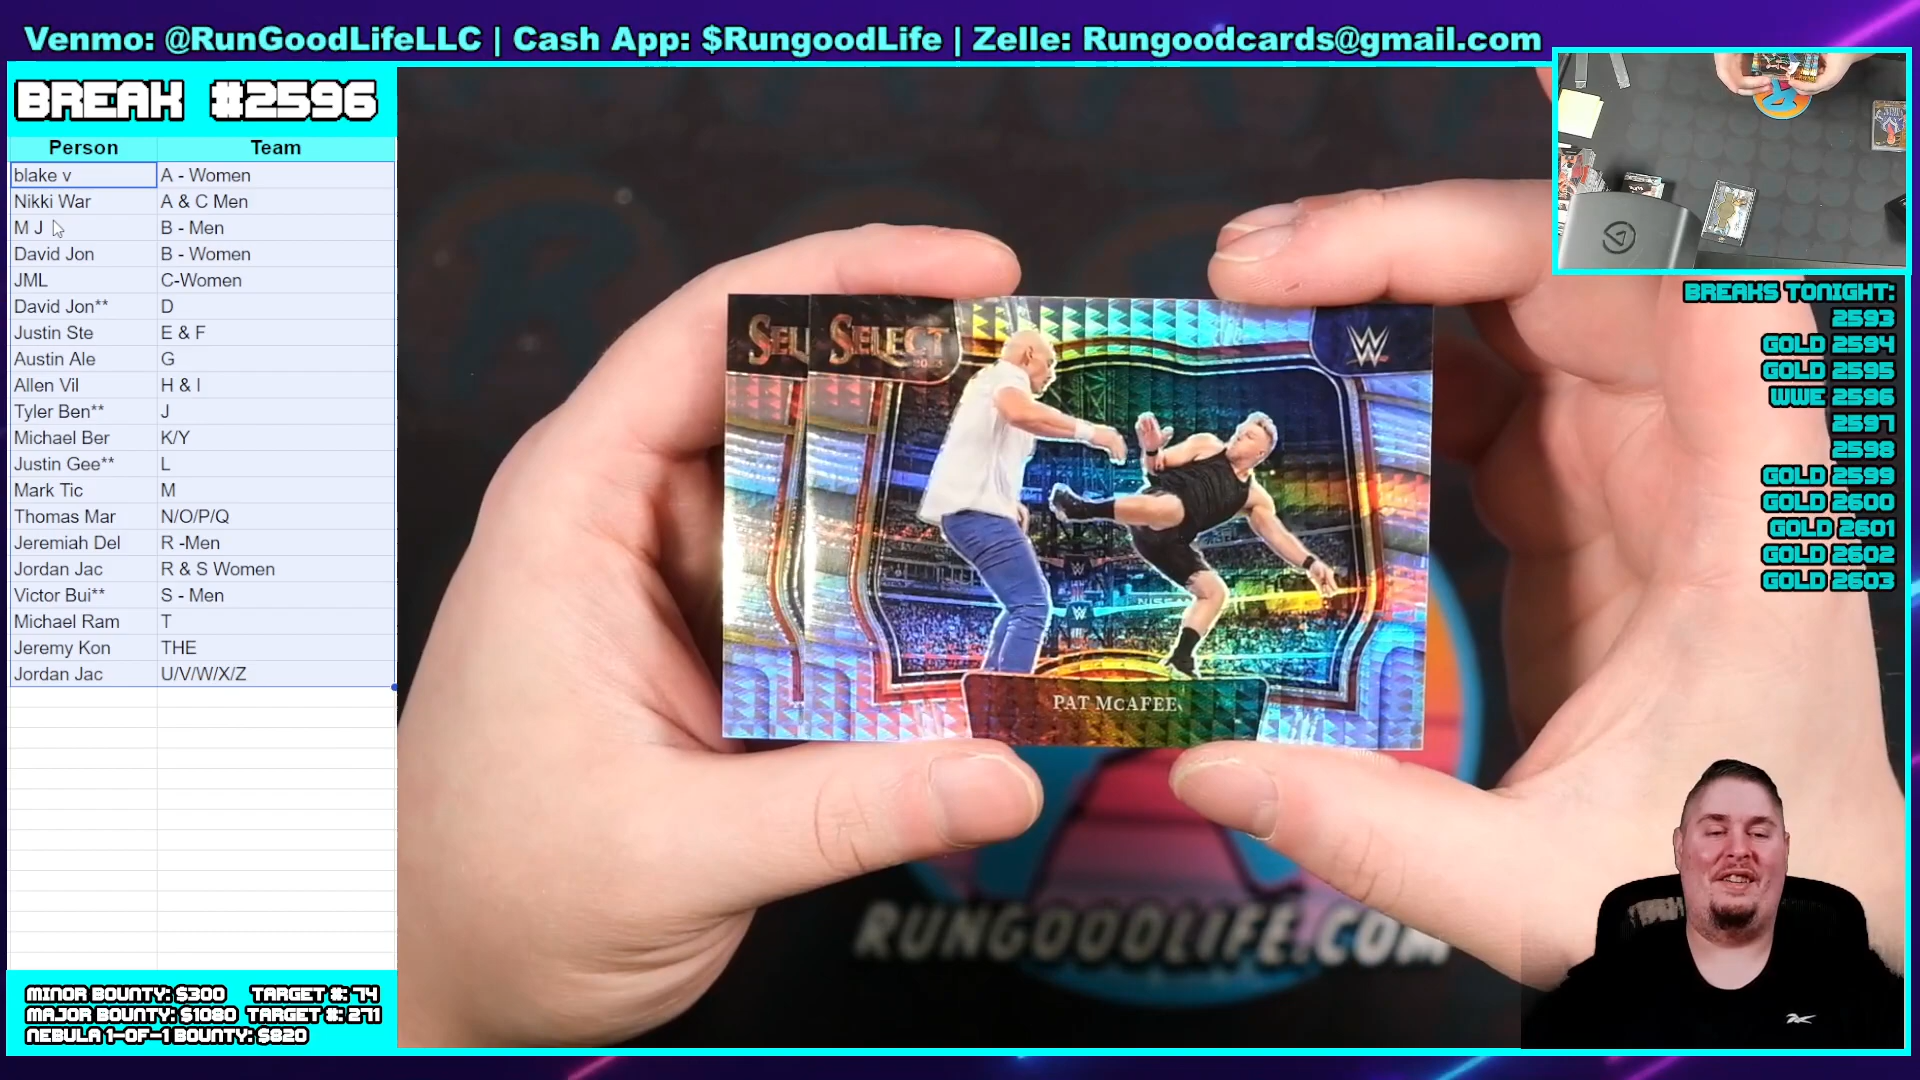 Venmo: @RunGoodLifeLLC | Cash App: $RungoodLife | Zelle: Rungoodcards@gmail.com
BREAK #2596
Person Team
blake v A - Women
Nikki War A & C Men
M J B - Men
David Jon B - Women
JML C-Women
David Jon** D
Justin Ste E & F
Austin Ale G
Allen Vil H & I
Tyler Ben** J
Michael Ber K/Y
Justin Gee** L
Mark Tic M
Thomas Mar N/O/P/Q
Jeremiah Del R -Men
Jordan Jac R & S Women
Victor Bui** S - Men
Michael Ram T
Jeremy Kon THE
Jordan Jac U/V/W/X/Z
MINOR BOUNTY: $300 TARGET #: 74
MAJOR BOUNTY: $1080 TARGET #: 271
NEBULA 1-OF-1 BOUNTY: $820
SEL
SELECT
2023
W
NISSA
PAT McAFEE
RUNGOODLIFE.COM
BREAKS TONIGHT:
2593
GOLD 2594
GOLD 2595
WWE 2596
2597
2598
GOLD 2599
GOLD 2600
GOLD 2601
GOLD 2602
GOLD 2603